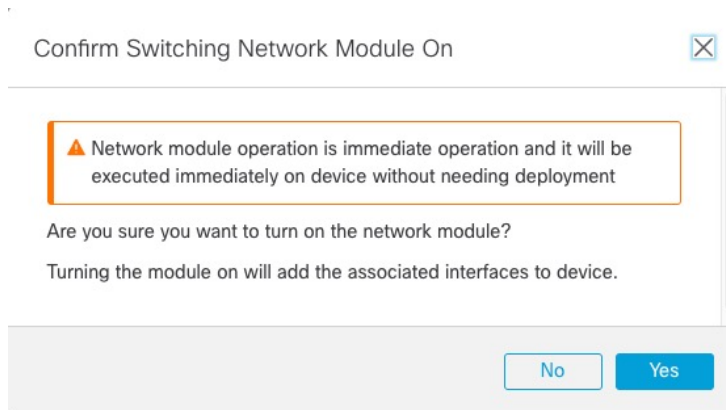 Confirm Switching Network Module On
Network module operation is immediate operation and it will be
executed immediately on device without needing deployment
Are you sure you want to turn on the network module?
Turning the module on will add the associated interfaces to device.
No
Yes